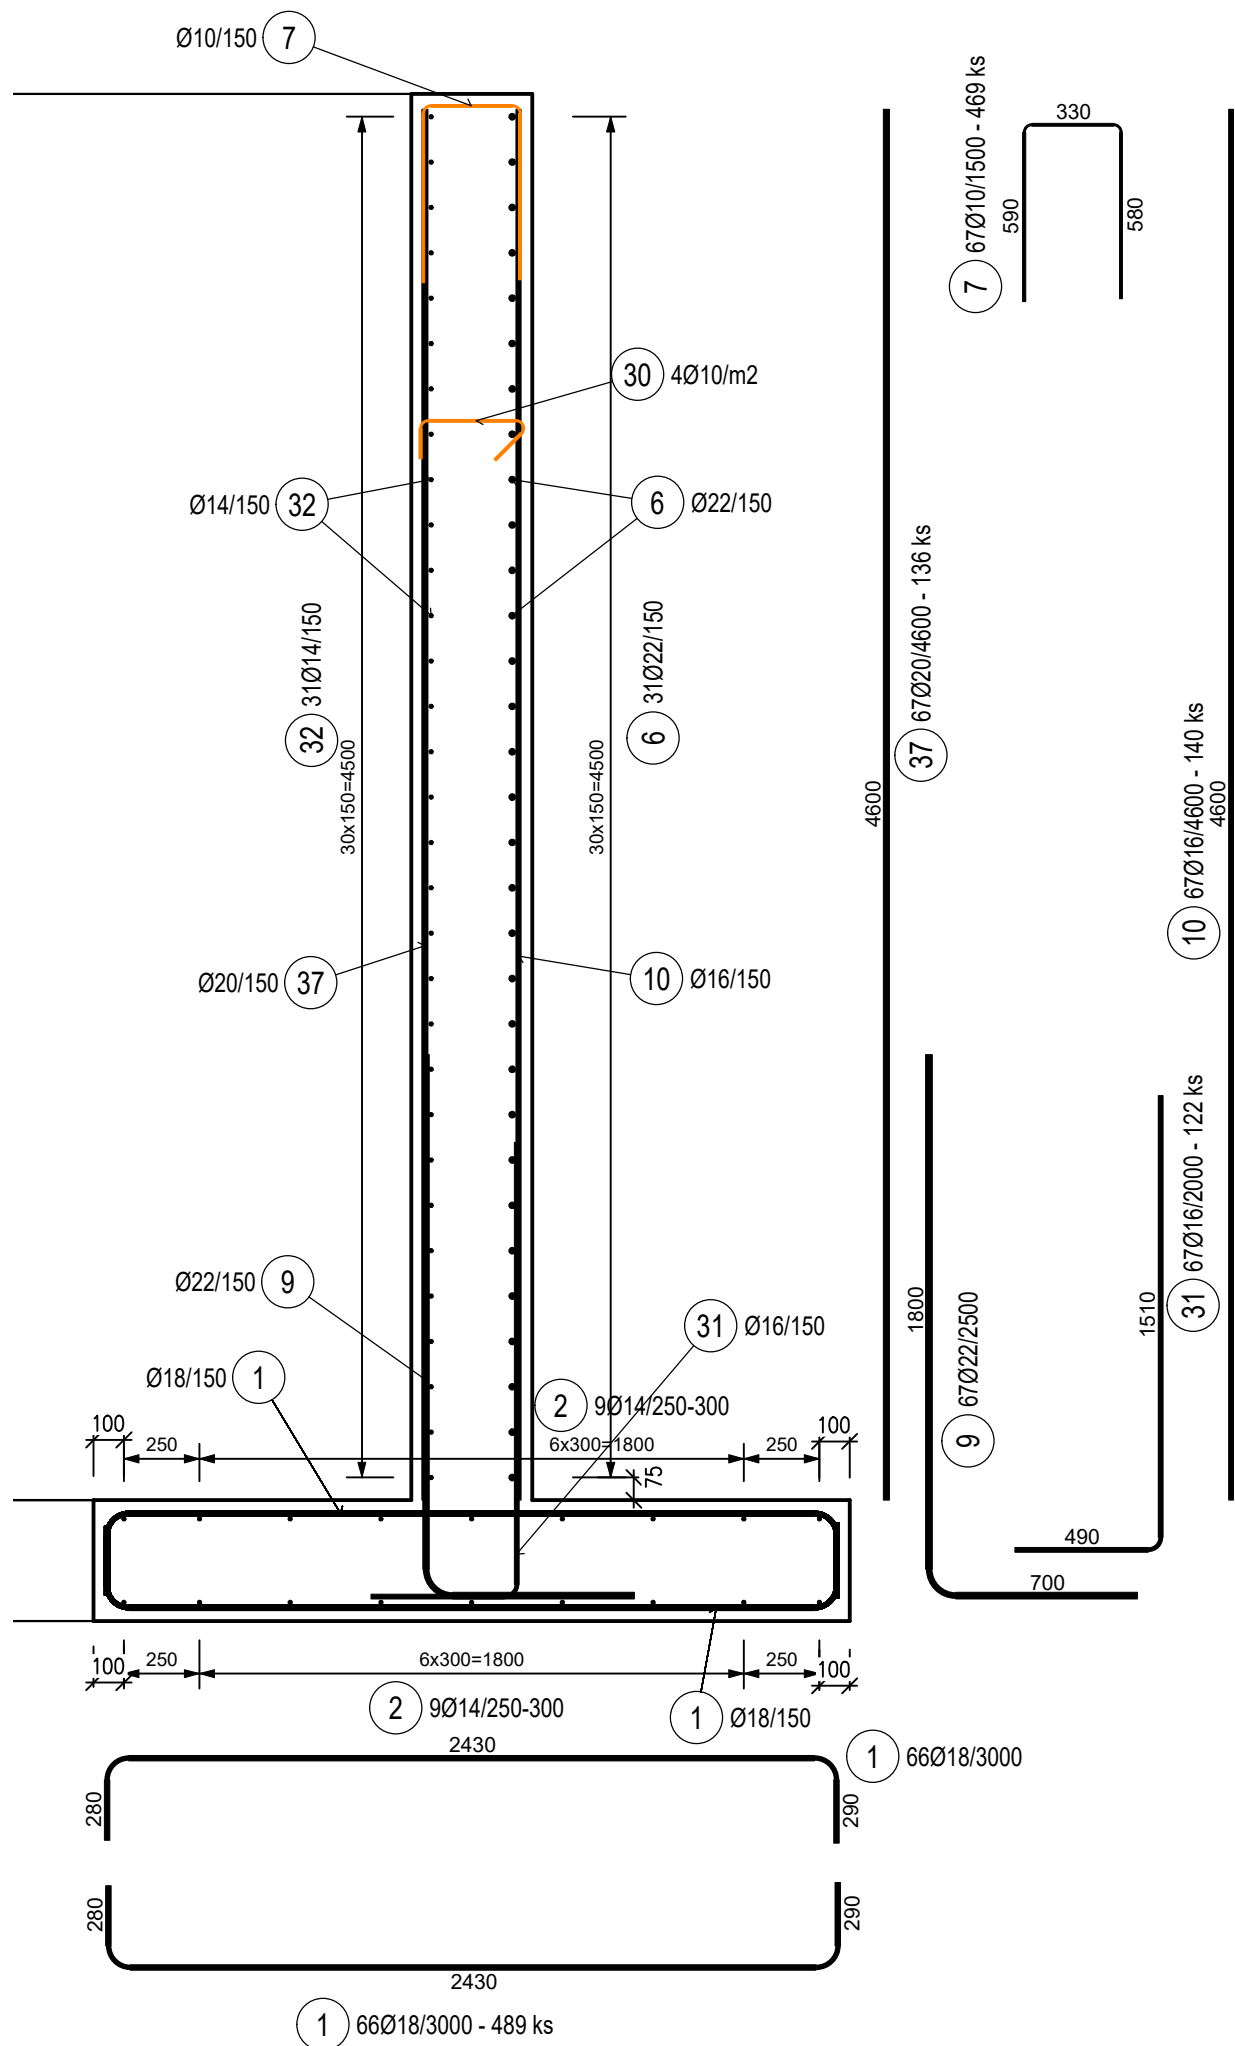 Ø10/150 7
67Ø10/1500 - 469 ks
7
330
590
580
30 4Ø10/m2
Ø14/150 32
6 Ø22/150
32 31Ø14/150
30x150=4500
6 31Ø22/150
30x150=4500
37 67Ø20/4600 - 136 ks
4600
10 67Ø16/4600 - 140 ks
4600
Ø20/150 37
10 Ø16/150
Ø22/150 9
31 Ø16/150
1800
9 67Ø22/2500
1510
31 67Ø16/2000 - 122 ks
Ø18/150 1
2 9Ø14/250-300
100
250
6x300=1800
250
100
75
490
700
100
250
6x300=1800
250
100
2 9Ø14/250-300
1 Ø18/150
2430
1 66Ø18/3000
280
290
280
290
2430
1 66Ø18/3000 - 489 ks